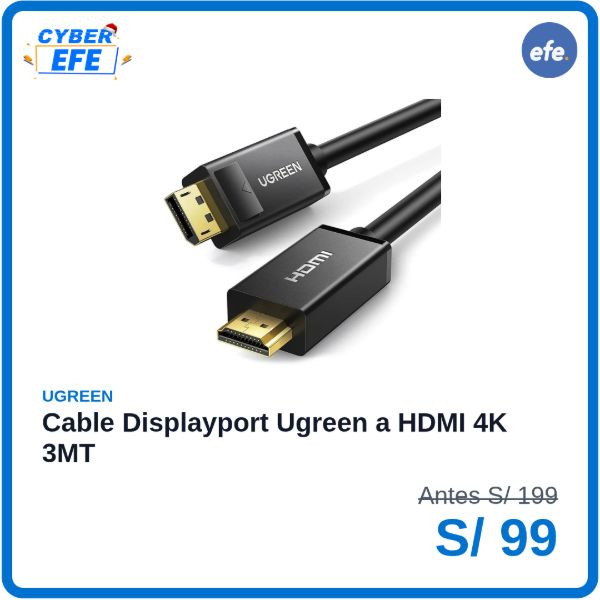 CYBER
EFE
efe.
UGREEN
HDMI
UGREEN
Cable Displayport Ugreen a HDMI 4K
3MT
Antes S/ 199
S/ 99